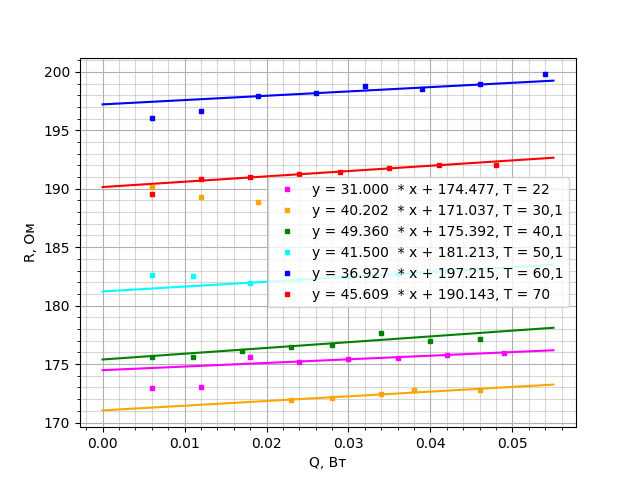 200
195
190
185
180
175
170
R, Ом
y = 31.000  * x + 174.477, T = 22
y = 40.202  * x + 171.037, T = 30,1
y = 49.360  * x + 175.392, T = 40,1
y = 41.500  * x + 181.213, T = 50,1
y = 36.927  * x + 197.215, T = 60,1
y = 45.609  * x + 190.143, T = 70
0.00 0.01 0.02 0.03 0.04 0.05
Q, Вт